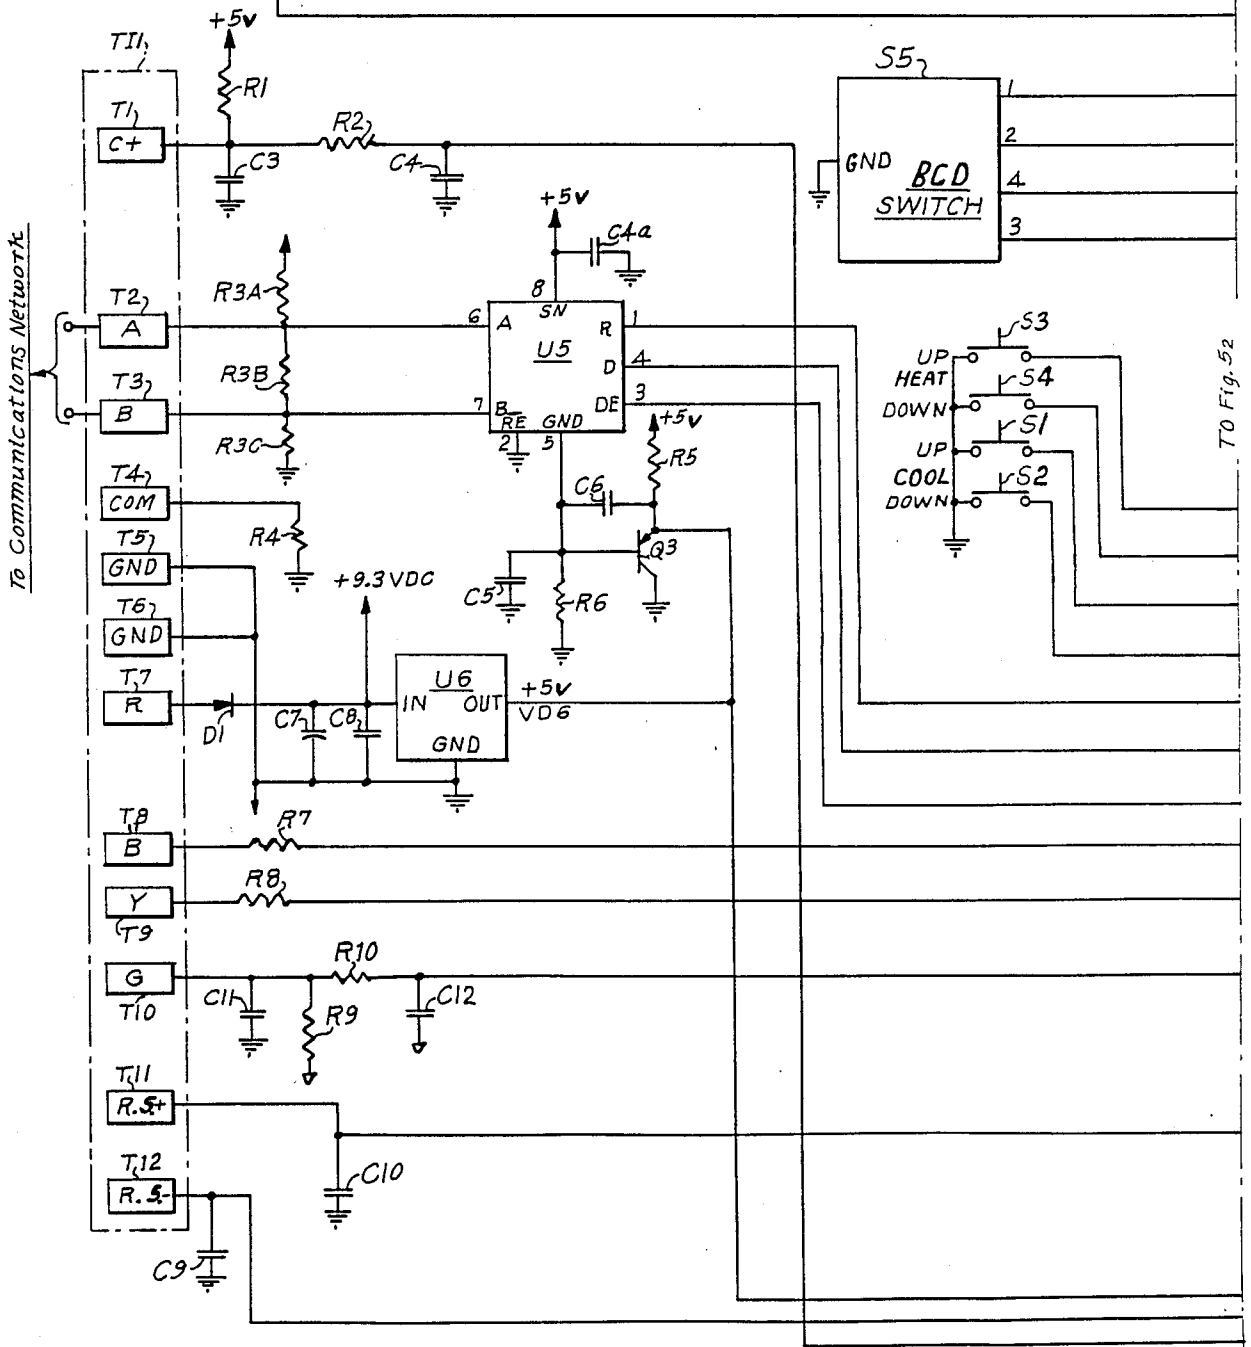 +5v
TI1
R1
S5
T1
C+
R2
C3
C4
1
2
4
3
GND
BCD
SWITCH
+5v
C4a
To Communications Network
R3A
T2
A
8
SN
6
A
R
1
U5
D
4
S3
UP
HEAT
S4
DOWN
S1
UP
COOL
S2
DOWN
TO Fig. 52
T3
B
R3B
7
B
RE
GND
DE
3
2
5
+5v
R3C
R5
T4
COM
C6
R4
T5
GND
Q3
+9.3VDC
C5
R6
T6
GND
T7
R
D1
C7
C8
IN
U6
OUT
GND
+5v
VD6
T8
B
R7
Y
T9
R8
G
T10
C11
R10
R9
C12
T11
R.S.+
C10
T12
R.S.-
C9